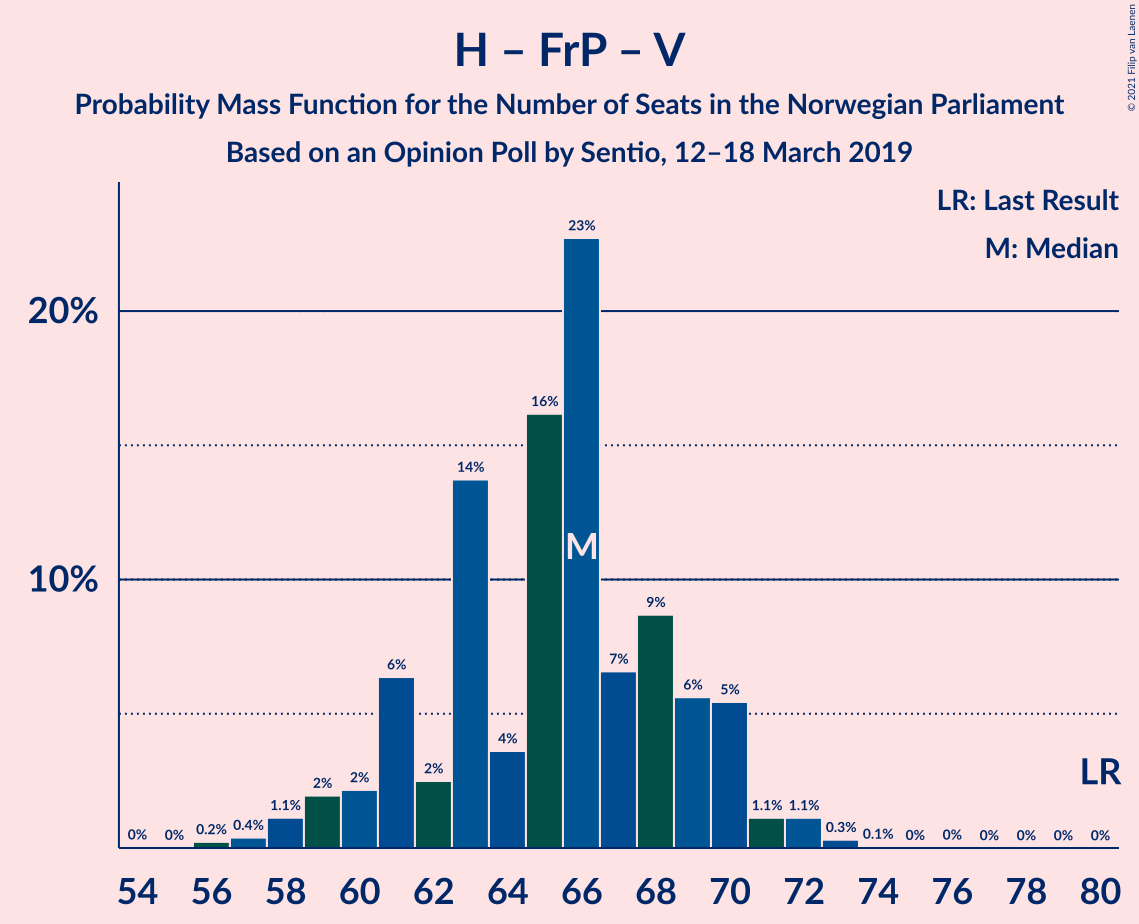 H – FrP – V
Probability Mass Function for the Number of Seats in the Norwegian Parliament
Based on an Opinion Poll by Sentio, 12–18 March 2019
© 2021 Filip van Laenen
LR: Last Result
M: Median
20%
10%
0% 0% 0.2% 0.4% 1.1% 2% 2% 6% 2% 14% 4% 16% 23% 7% 9% 6% 5% 1.1% 1.1% 0.3% 0.1% 0% 0% 0% 0% 0% 0%
M
LR
54 56 58 60 62 64 66 68 70 72 74 76 78 80